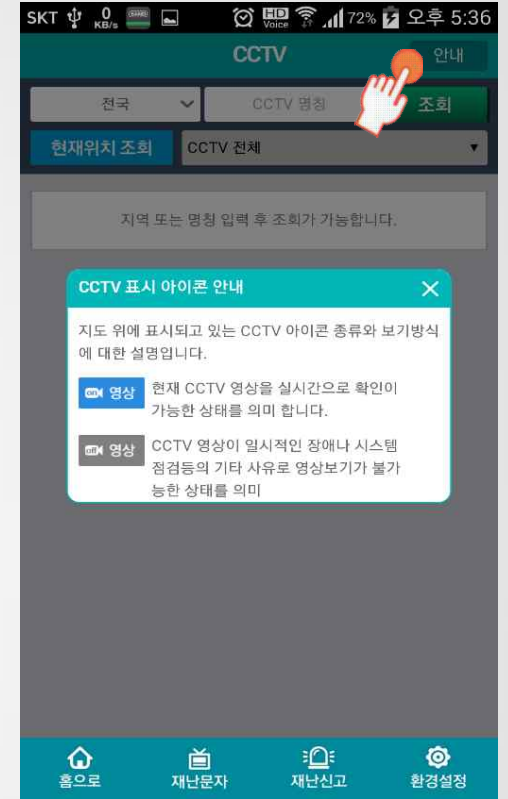 SKT 0 KB/s HD Voice 72% 오후 5:36
CCTV 안내
전국 CCTV 명칭 조회
현재위치 조회 CCTV 전체
지역 또는 명칭 입력 후 조회가 가능합니다.
CCTV 표시 아이콘 안내
지도 위에 표시되고 있는 CCTV 아이콘 종류와 보기방식
에 대한 설명입니다.
on 영상 현재 CCTV 영상을 실시간으로 확인이
가능한 상태를 의미 합니다.
off 영상 CCTV 영상이 일시적인 장애나 시스템
점검등의 기타 사유로 영상보기가 불가
능한 상태를 의미
홈으로 재난문자 재난신고 환경설정